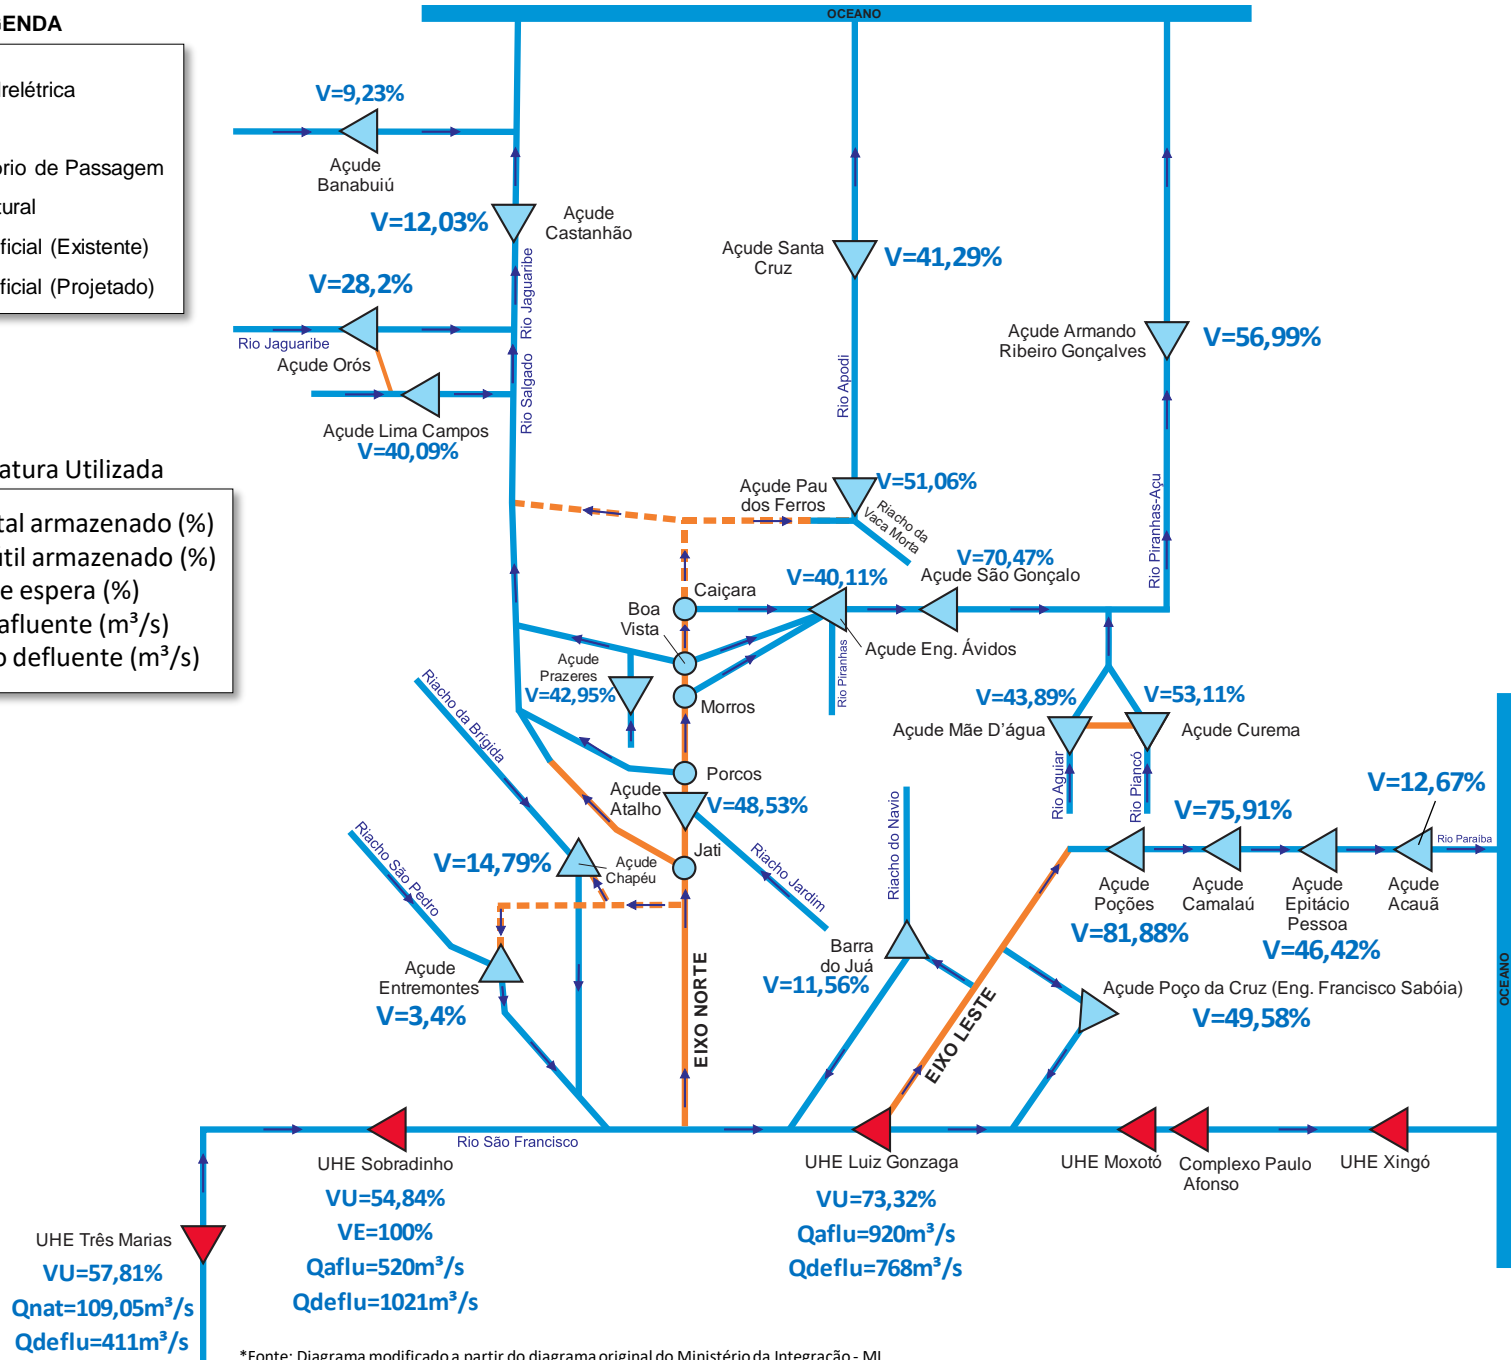 OCEANO
GENDA
drelétrica
V=9,23%
Açude
Banabuiú
ório de Passagem
tural
ificial (Existente)
ificial (Projetado)
V=12,03%
Açude
Castanhão
Açude Santa
Cruz
V=41,29%
V=28,2%
Rio Jaguaribe
Açude Orós
Rio Jaguaribe
Rio Salgado
Açude Armando
Ribeiro Gonçalves
V=56,99%
Rio Apodi
Açude Lima Campos
V=40,09%
atura Utilizada
tal armazenado (%)
útil armazenado (%)
e espera (%)
afluente (m³/s)
o defluente (m³/s)
Açude Pau
dos Ferros
V=51,06%
Riacho da
Vaca Morta
Rio Piranhas-Açu
V=70,47%
Açude São Gonçalo
V=40,11%
Caiçara
Boa
Vista
Açude Eng. Ávidos
Rio Piranhas
Açude
Prazeres
V=42,95%
Morros
Riacho da Brigida
V=43,89%
Açude Mãe D'água
V=53,11%
Açude Curema
Rio Aguiar
Rio Piancó
Porcos
Açude
Atalho
V=48,53%
V=12,67%
V=75,91%
Rio Paraiba
Riacho São Pedro
V=14,79%
Açude
Chapéu
Jati
Riacho Jardim
Riacho do Navio
Açude
Poções
V=81,88%
Açude
Camalaú
Açude
Epitácio
Pessoa
V=46,42%
Açude
Acauã
Barra
do Juá
V=11,56%
Açude
Entremontes
V=3,4%
EIXO NORTE
EIXO LESTE
Açude Poço da Cruz (Eng. Francisco Sabóia)
V=49,58%
OCEANO
Rio São Francisco
UHE Sobradinho
VU=54,84%
VE=100%
Qaflu=520m³/s
Qdeflu=1021m³/s
UHE Luiz Gonzaga
VU=73,32%
Qaflu=920m³/s
Qdeflu=768m³/s
UHE Moxotó
Complexo Paulo
Afonso
UHE Xingó
UHE Três Marias
VU=57,81%
Qnat=109,05m³/s
Qdeflu=411m³/s
*Fonte: Diagrama modificado a partir do diagrama original do Ministério da Integração - MI